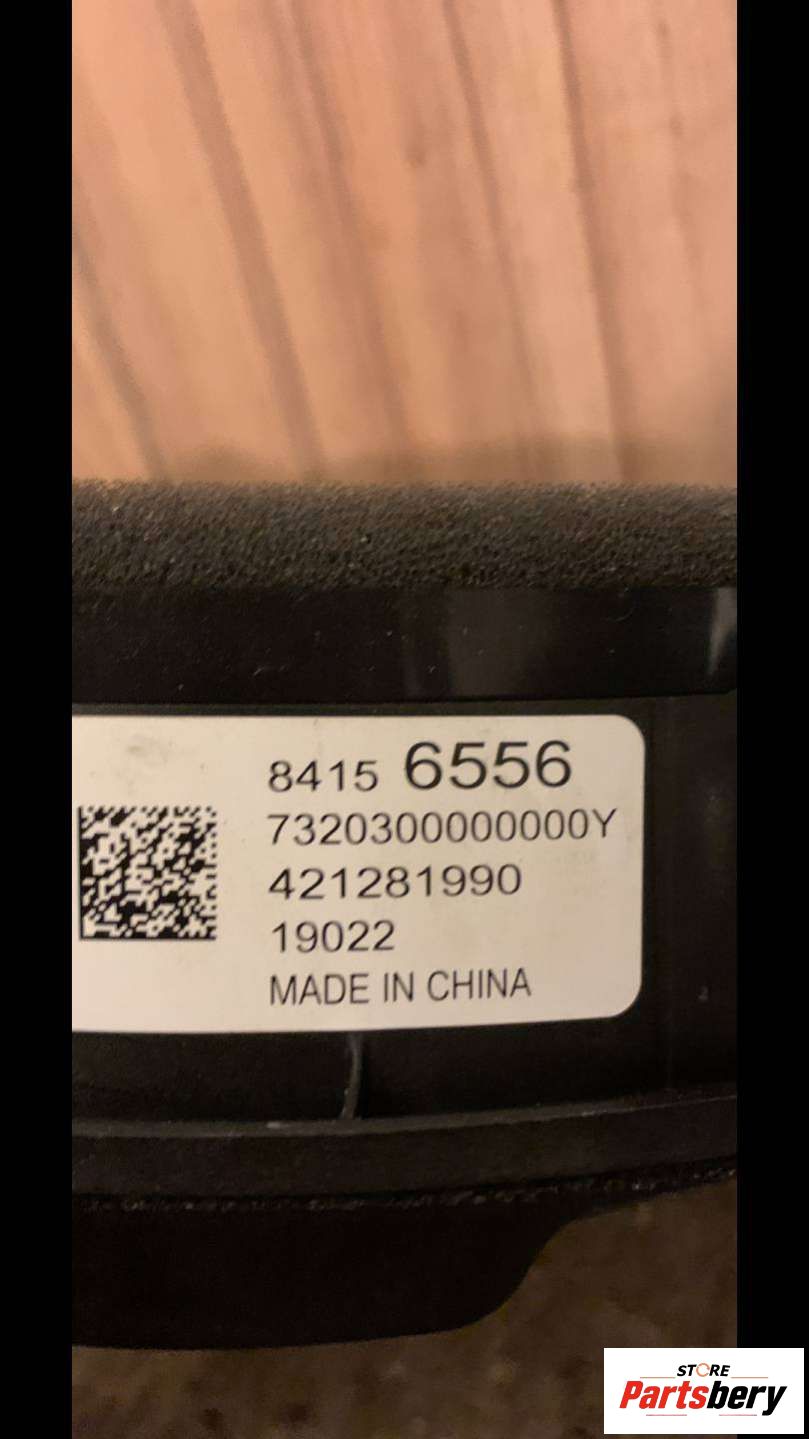 8415 6556
7320300000000Y
421281990
19022
MADE IN CHINA
STORE
Partsbery